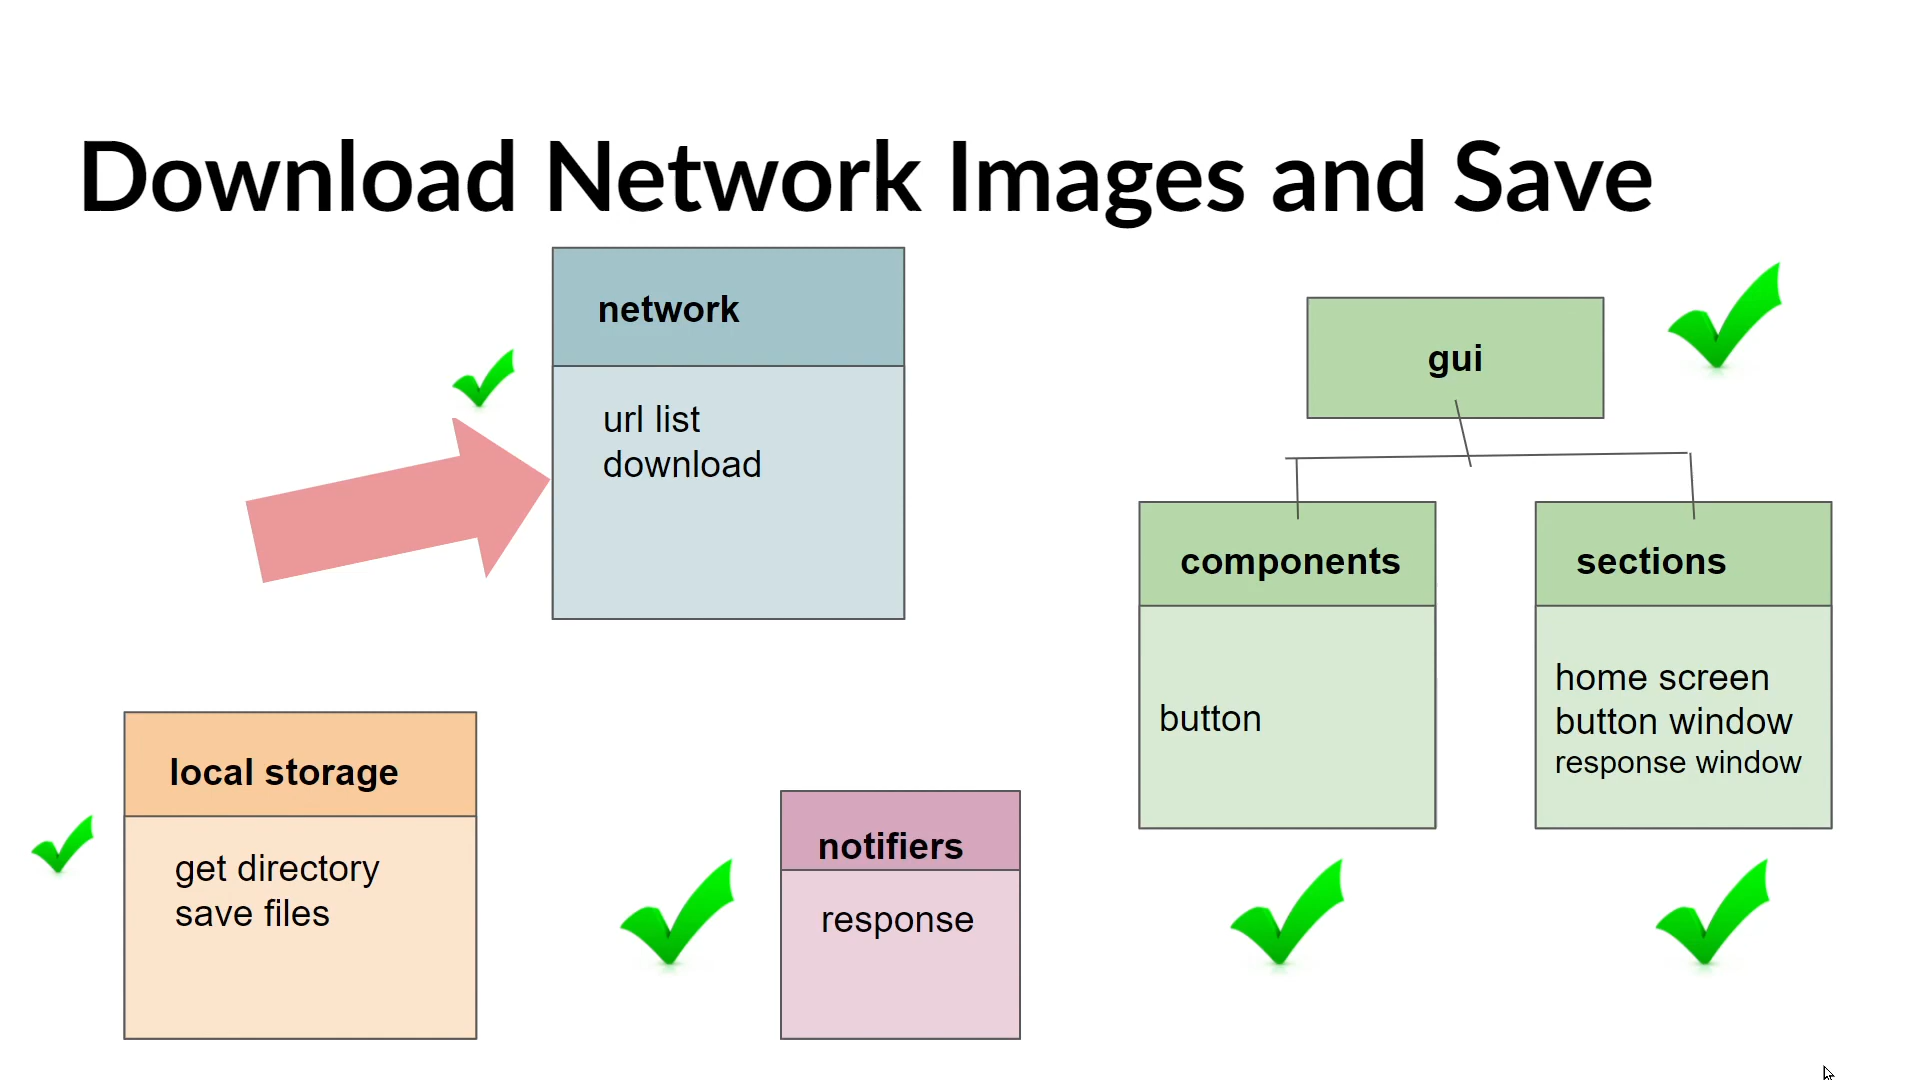 Download Network Images and Save
network
url list
download
gui
components
button
sections
home screen
button window
response window
local storage
get directory
save files
notifiers
response